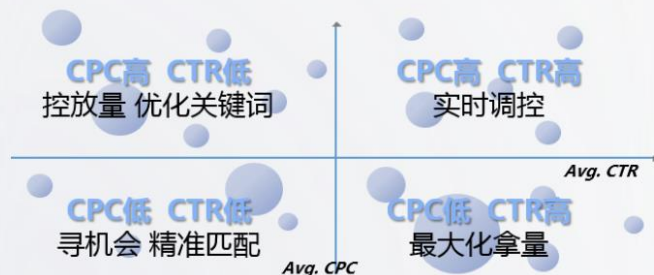 CPC高 CTR低
控放量 优化关键词
CPC高 CTR高
实时调控
Avg. CTR
CPC低 CTR低
寻机会 精准匹配
CPC低 CTR高
最大化拿量
Avg. CPC